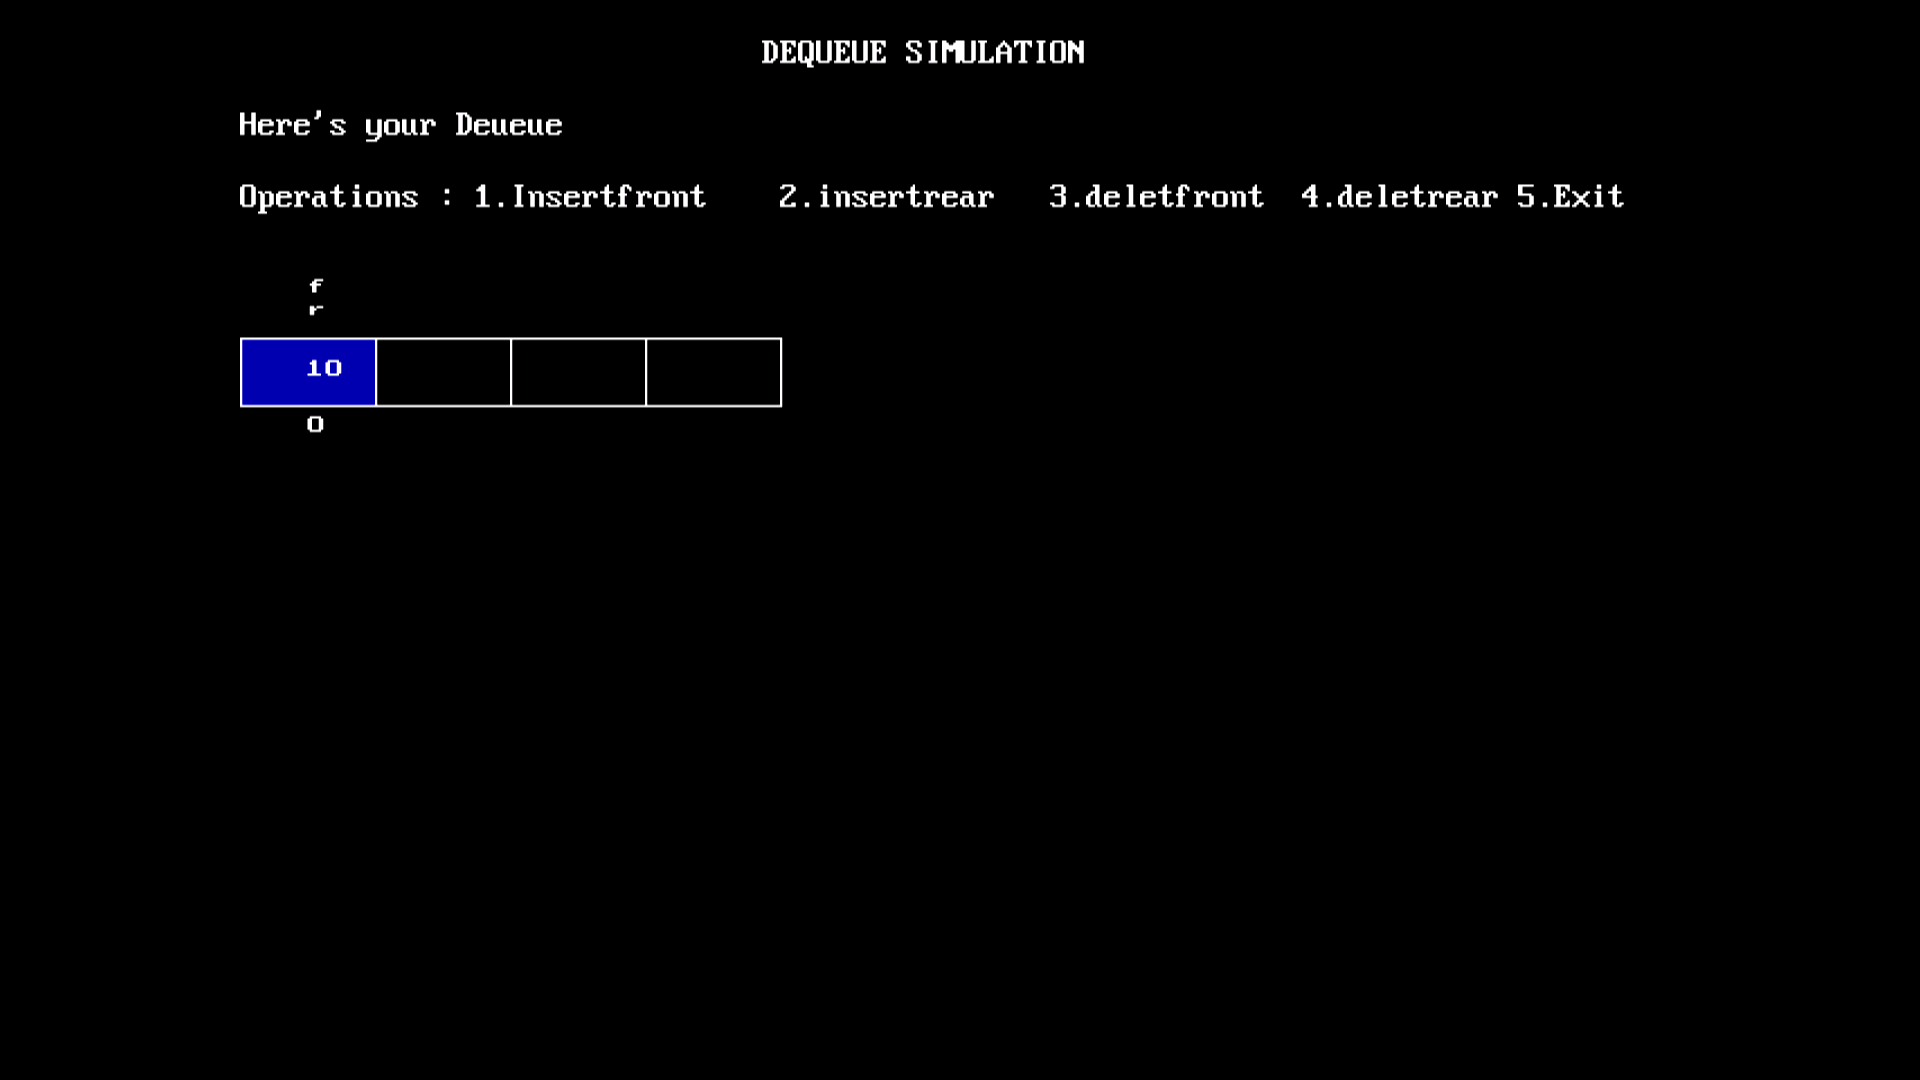 DEQUEUE SIMULATION
Here's your Deueue
Operations : 1.Insertfront 2.insertrear 3.deletfront 4.deletrear 5.Exit
f
r
10
0